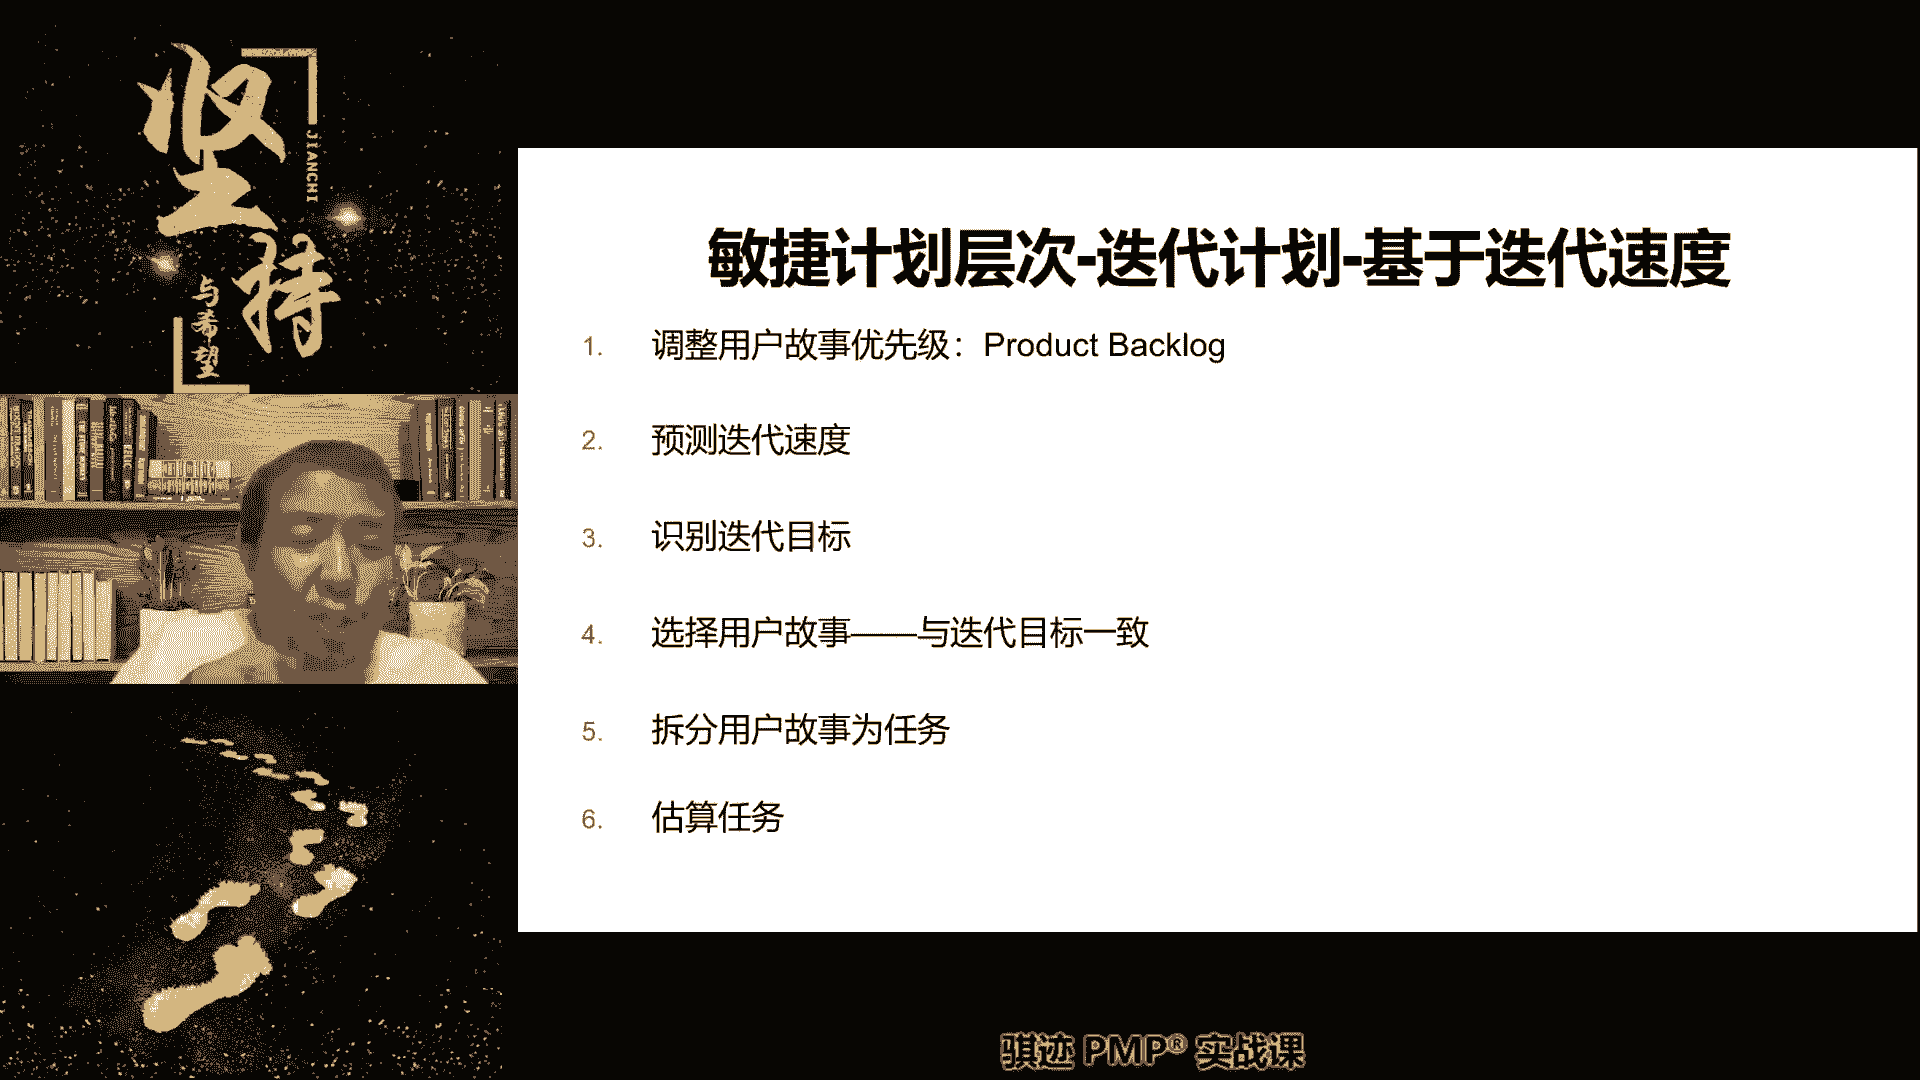 坚持
JIANCHI
与希望
敏捷计划层次-迭代计划-基于迭代速度
1. 调整用户故事优先级：Product Backlog
2. 预测迭代速度
3. 识别迭代目标
4. 选择用户故事——与迭代目标一致
5. 拆分用户故事为任务
6. 估算任务
骐迹 PMP® 实战课